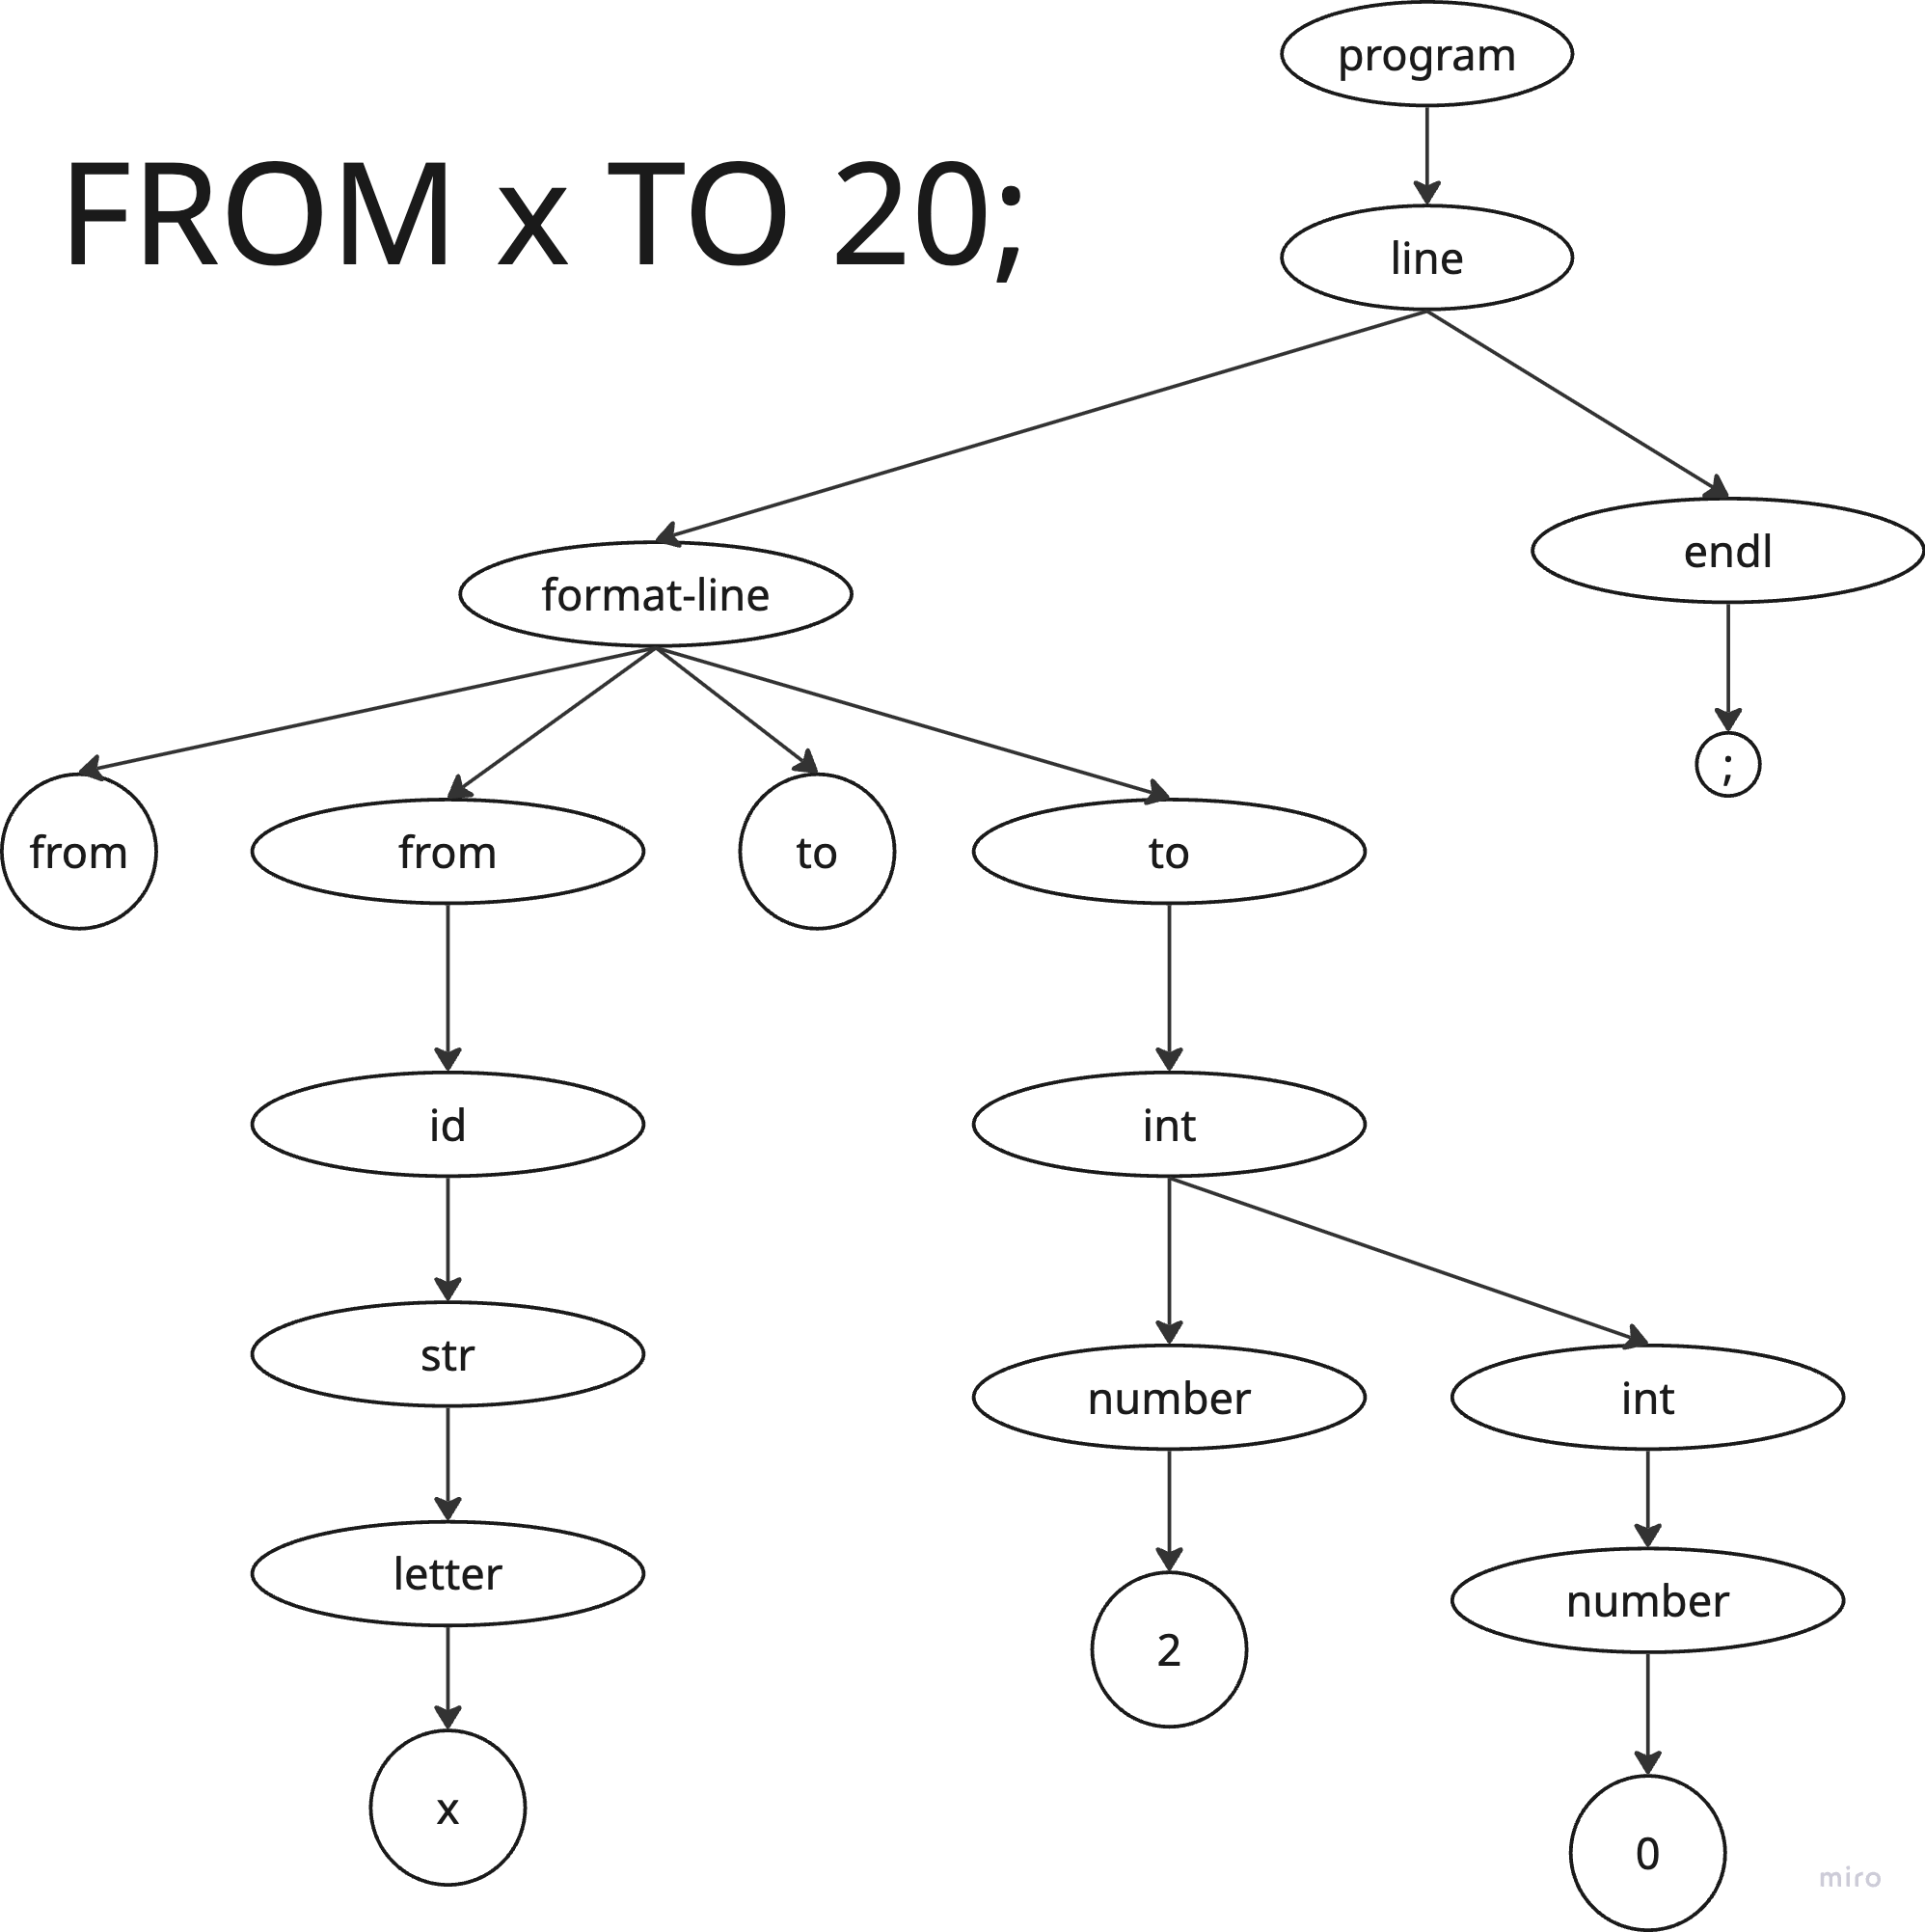 program
FROM x TO 20;
line
format-line
endl
;
from
from
to
to
id
int
str
number
int
letter
number
2
x
0
miro